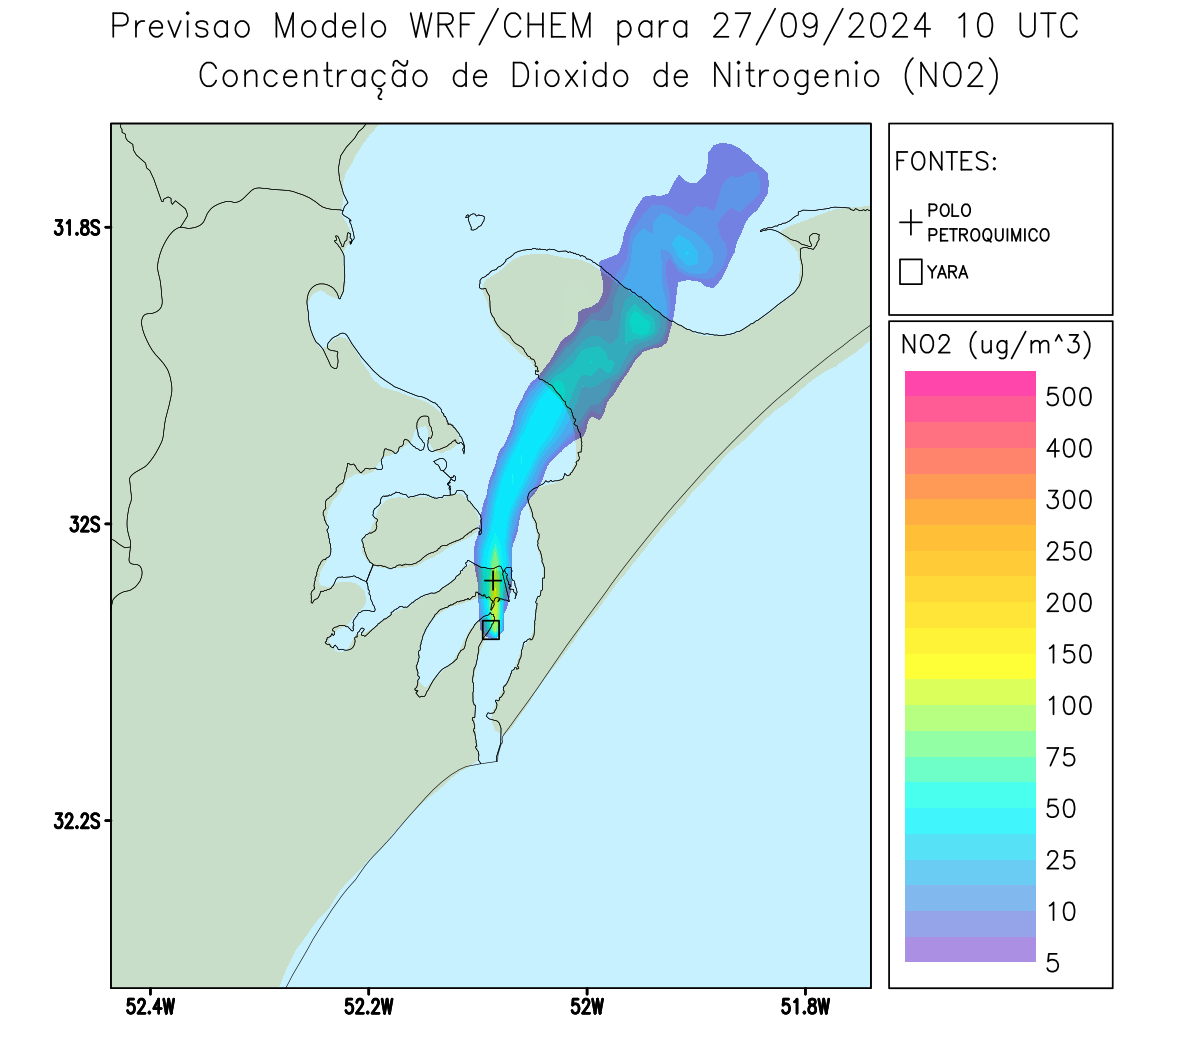 Previsao Modelo WRF/CHEM para 27/09/2024 10 UTC
Concentração de Dioxido de Nitrogenio (NO2)
FONTES:
POLO
PETROQUIMICO
YARA
31.8S
32S
32.2S
52.4W
52.2W
52W
51.8W
NO2 (ug/m^3)
500
400
300
250
200
150
100
75
50
25
10
5